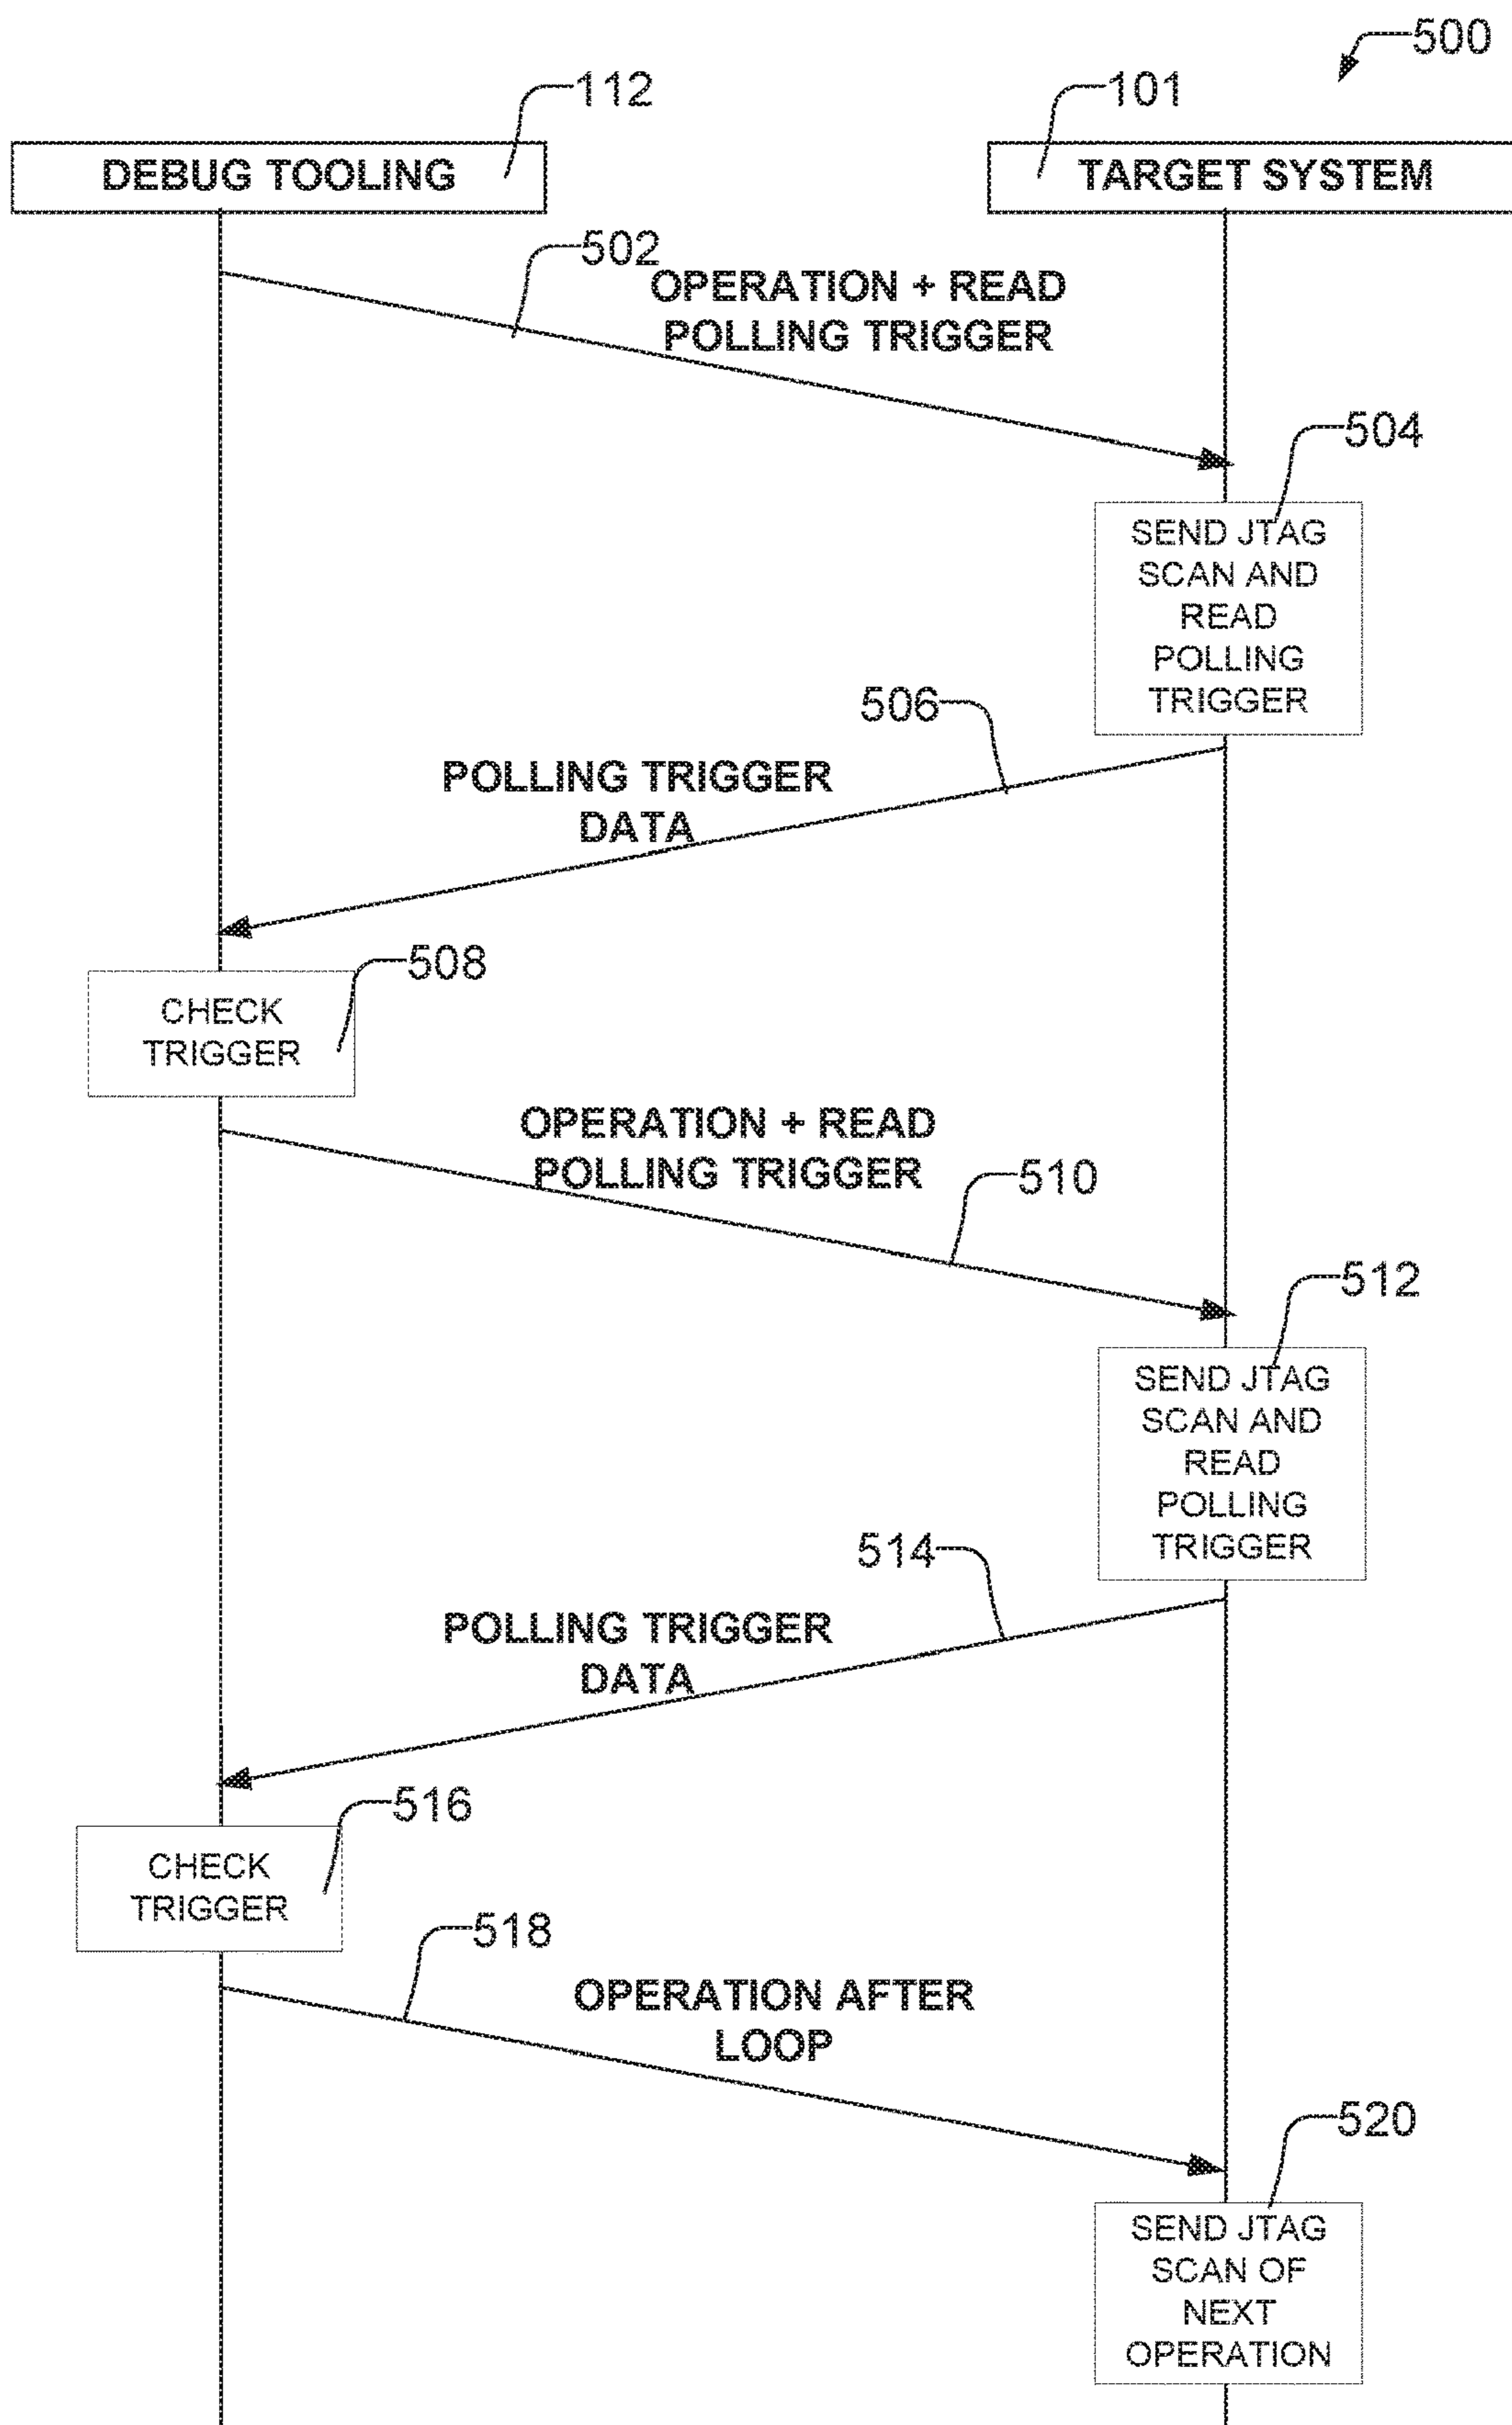 500
112
101
DEBUG TOOLING
TARGET SYSTEM
502
OPERATION + READ
POLLING TRIGGER
504
SEND JTAG
SCAN AND
READ
POLLING
TRIGGER
506
POLLING TRIGGER
DATA
508
CHECK
TRIGGER
OPERATION + READ
POLLING TRIGGER
510
512
SEND JTAG
SCAN AND
READ
POLLING
TRIGGER
514
POLLING TRIGGER
DATA
516
CHECK
TRIGGER
518
OPERATION AFTER
LOOP
520
SEND JTAG
SCAN OF
NEXT
OPERATION